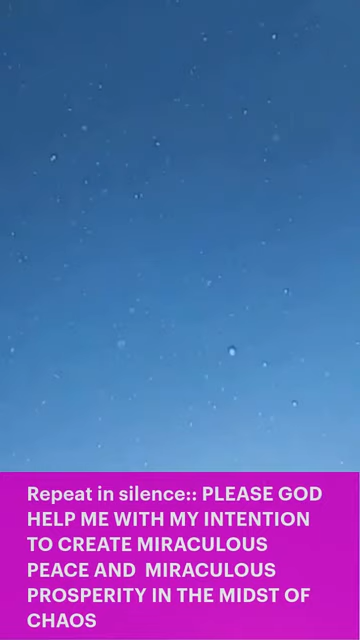 Repeat in silence:: PLEASE GOD
HELP ME WITH MY INTENTION
TO CREATE MIRACULOUS
PEACE AND  MIRACULOUS
PROSPERITY IN THE MIDST OF
CHAOS